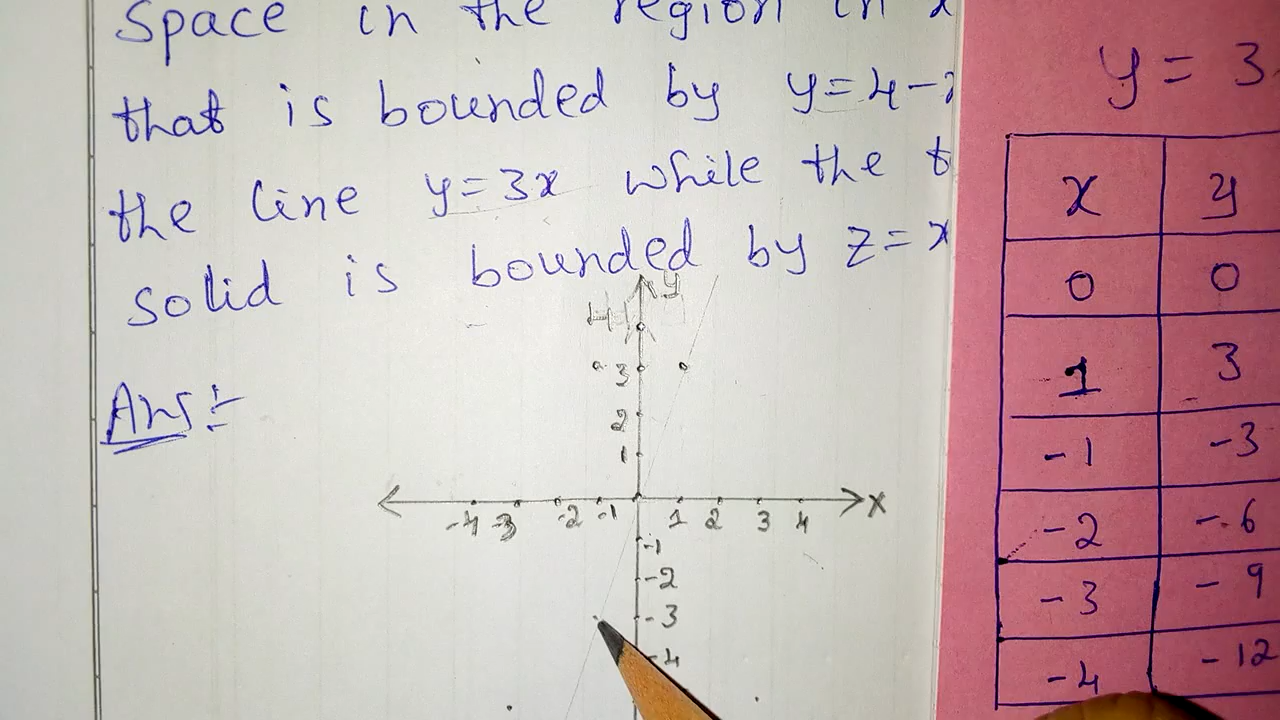 Space in the region in x
that is bounded by y=4-x
the line y=3x while the t
solid is bounded by z=x
Ans:-
y
4
3
2
1
-4 -3 -2 -1 1 2 3 4 x
-1
-2
-3
-4
y = 3
x y
0 0
1 3
-1 -3
-2 -6
-3 -9
-4 -12